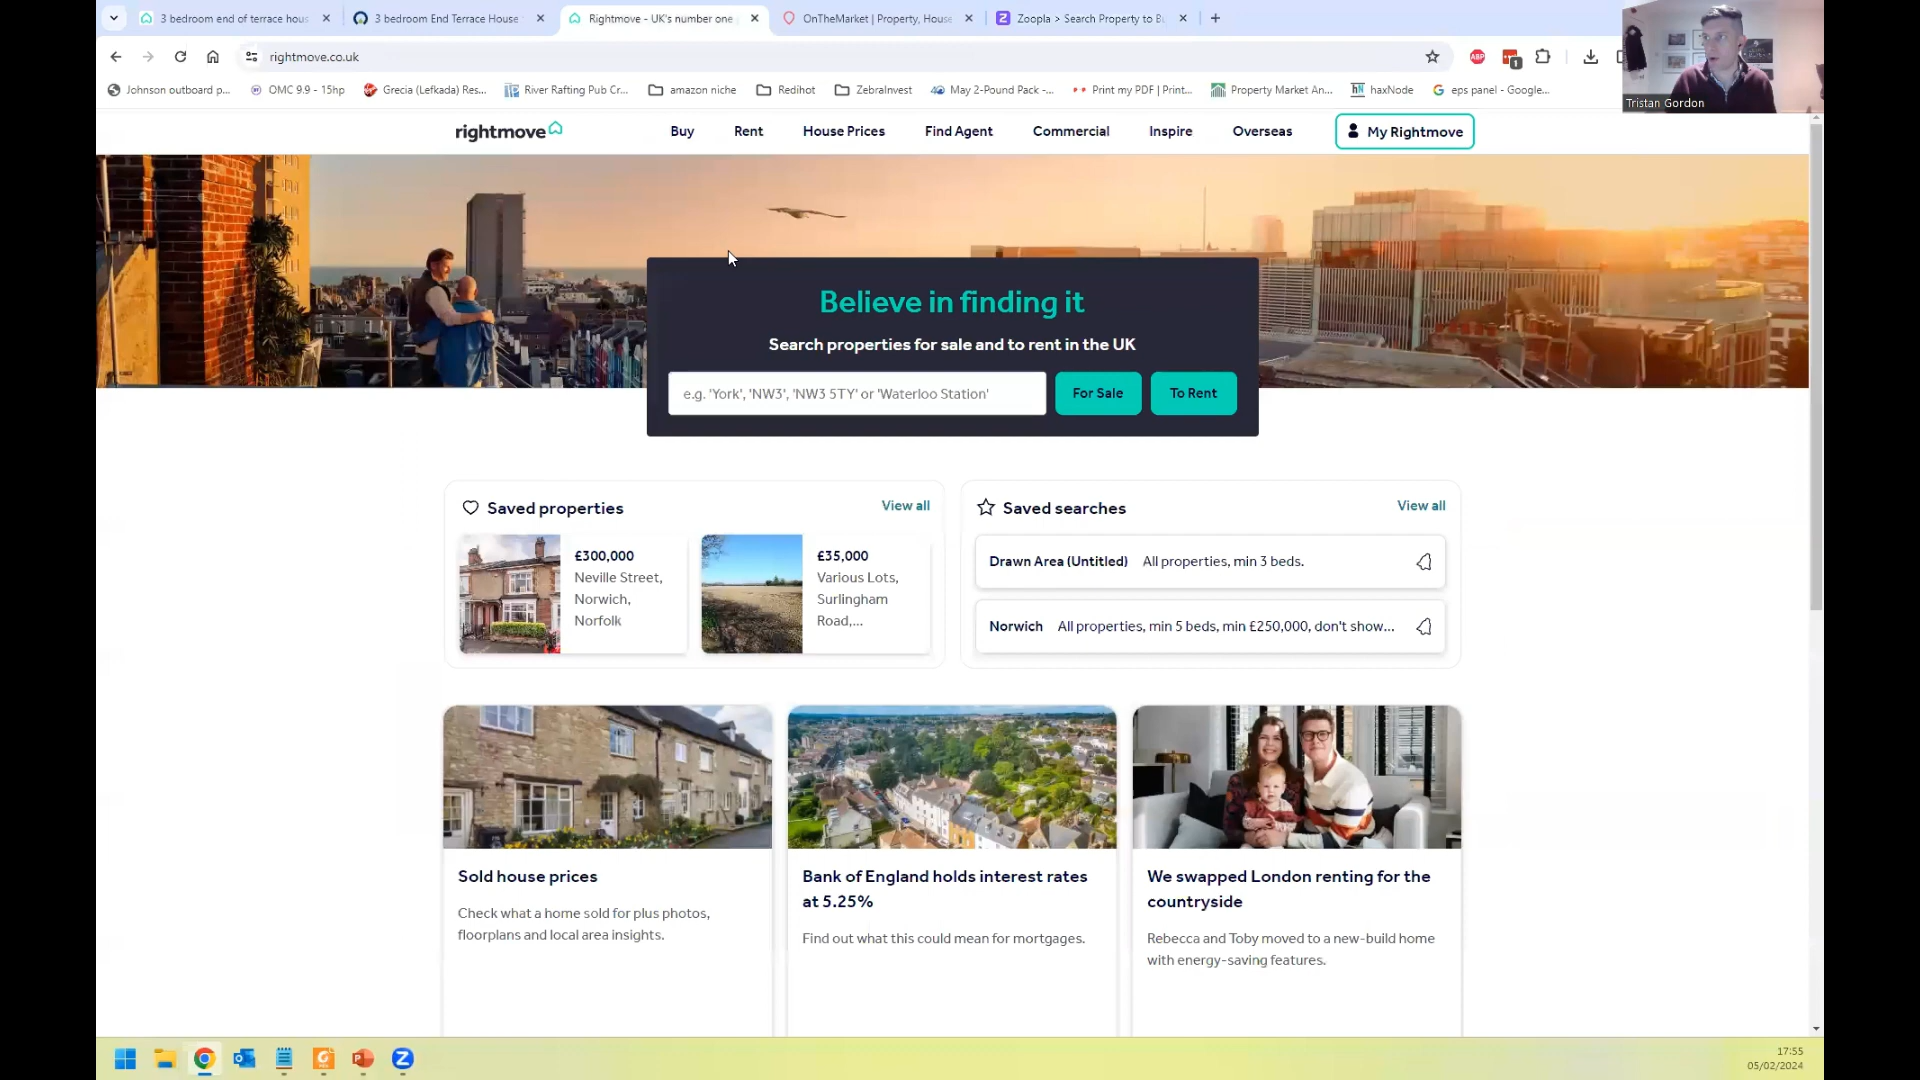 3 bedroom end of terrace hous
3 bedroom End Terrace House
Rightmove - UK's number one
OnTheMarket | Property, House
Zoopla > Search Property to Bu
rightmove.co.uk
ABP
1
Johnson outboard p...
OMC 9.9 - 15hp
Grecia (Lefkada) Res...
River Rafting Pub Cr...
amazon niche
Redihot
ZebraInvest
May 2-Pound Pack -...
Print my PDF | Print...
Property Market An...
hN haxNode
eps panel - Google...
Tristan Gordon
rightmove
Buy
Rent
House Prices
Find Agent
Commercial
Inspire
Overseas
My Rightmove
Believe in finding it
Search properties for sale and to rent in the UK
e.g. 'York', 'NW3', 'NW3 5TY' or 'Waterloo Station'
For Sale
To Rent
Saved properties
View all
£300,000
Neville Street,
Norwich,
Norfolk
£35,000
Various Lots,
Surlingham
Road,...
Saved searches
View all
Drawn Area (Untitled) All properties, min 3 beds.
Norwich All properties, min 5 beds, min £250,000, don't show...
Sold house prices
Check what a home sold for plus photos,
floorplans and local area insights.
Bank of England holds interest rates
at 5.25%
Find out what this could mean for mortgages.
We swapped London renting for the
countryside
Rebecca and Toby moved to a new-build home
with energy-saving features.
17:55
05/02/2024